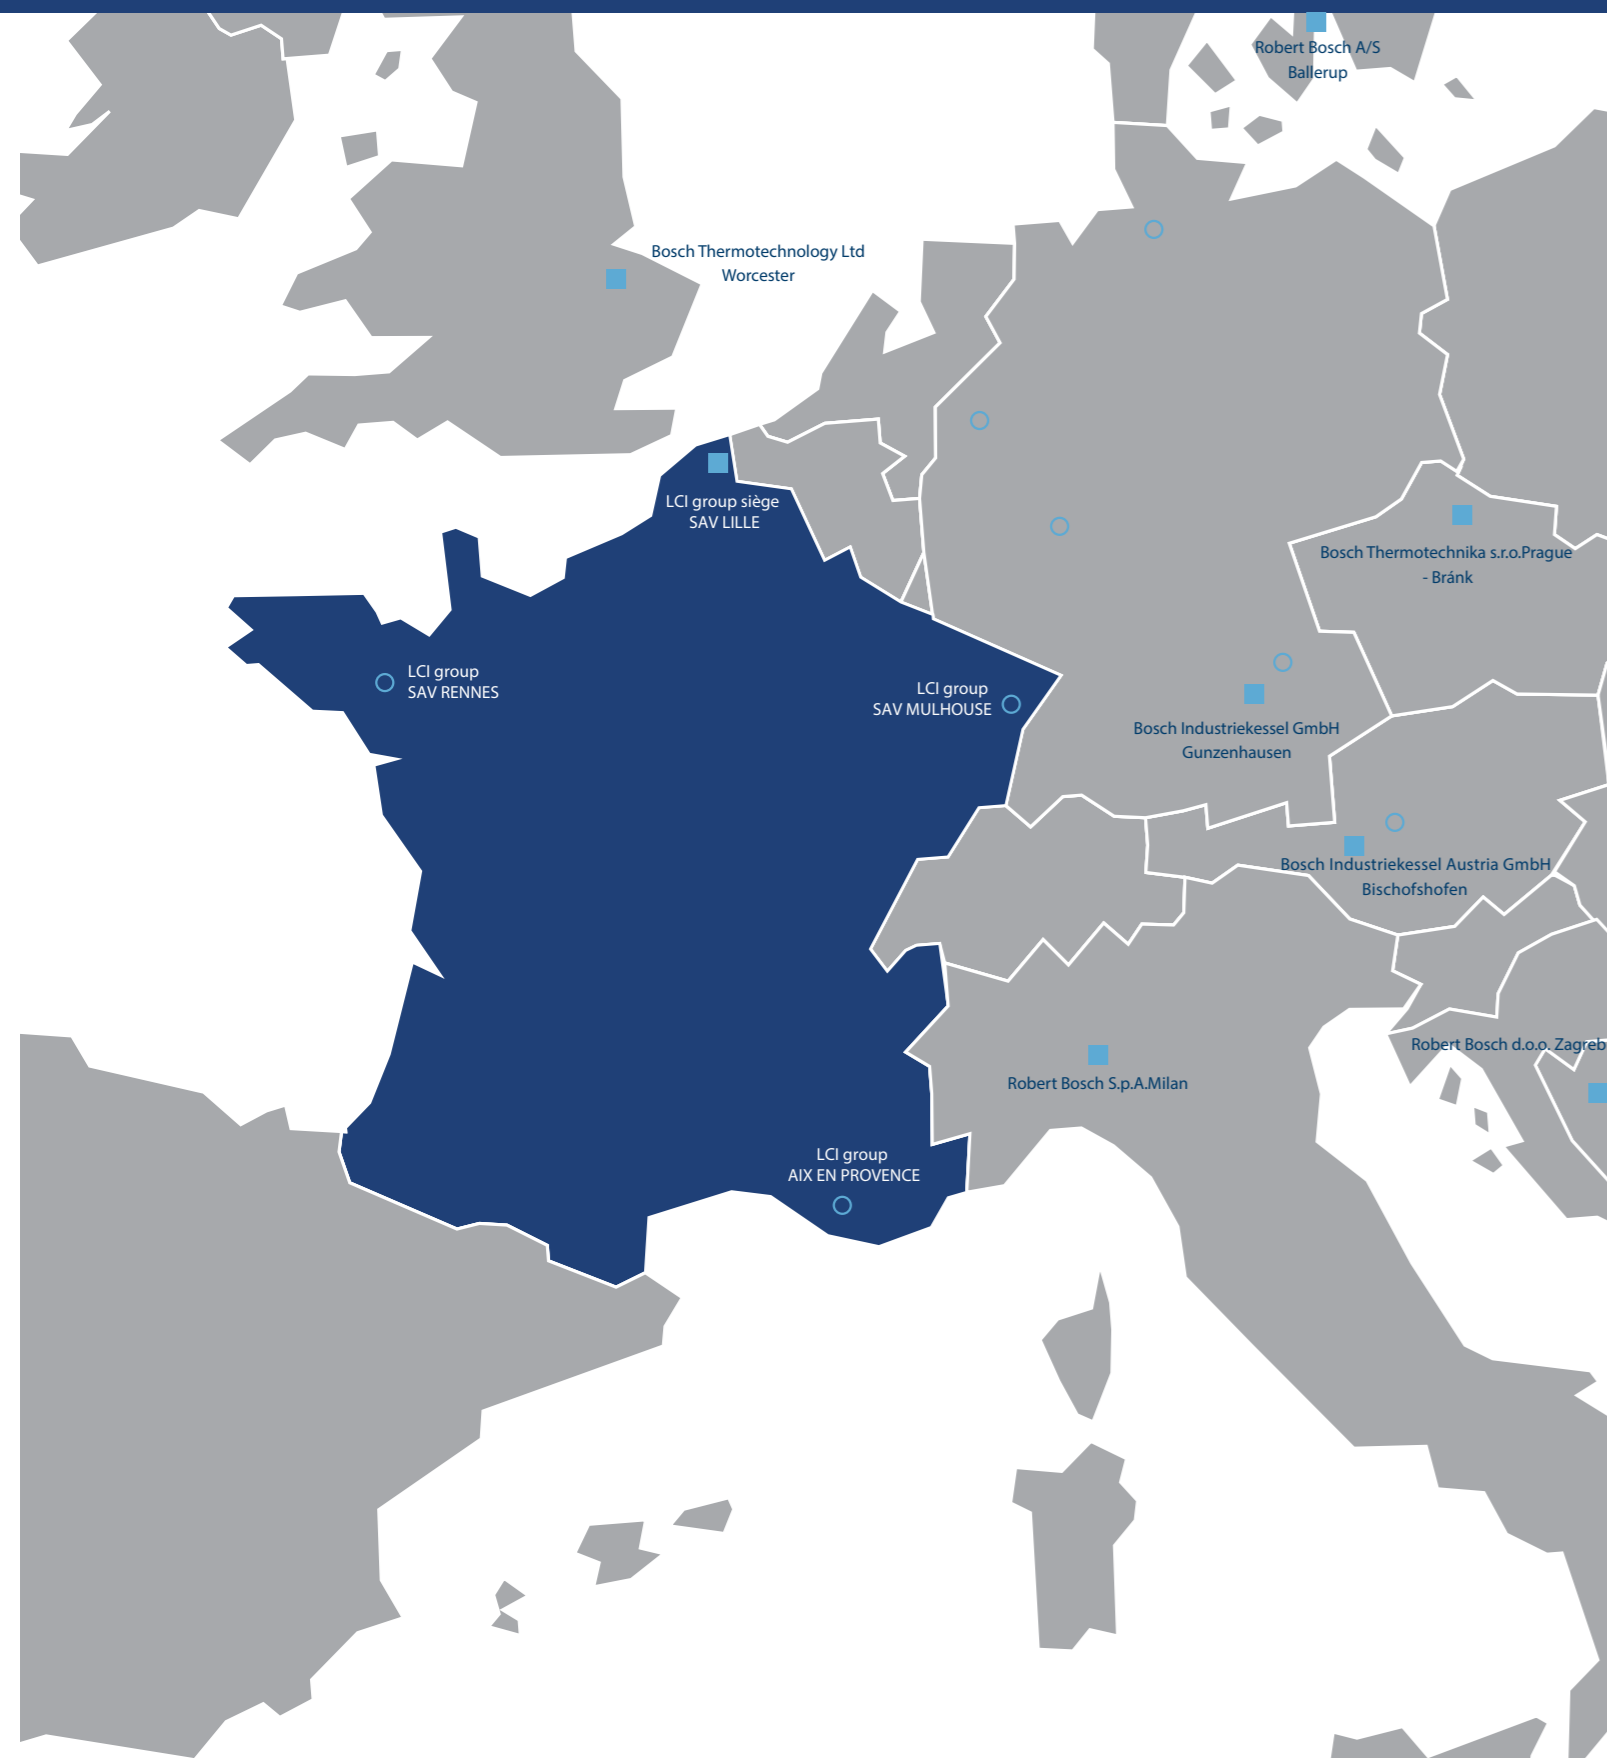 Robert Bosch A/S
Ballerup
Bosch Thermotechnology Ltd
Worcester
LCI group siège
SAV LILLE
Bosch Thermotechnika s.r.o.Prague
- Bránk
LCI group
SAV RENNES
LCI group
SAV MULHOUSE
Bosch Industriekessel GmbH
Gunzenhausen
Bosch Industriekessel Austria GmbH
Bischofshofen
Robert Bosch d.o.o. Zagreb
Robert Bosch S.p.A.Milan
LCI group
AIX EN PROVENCE